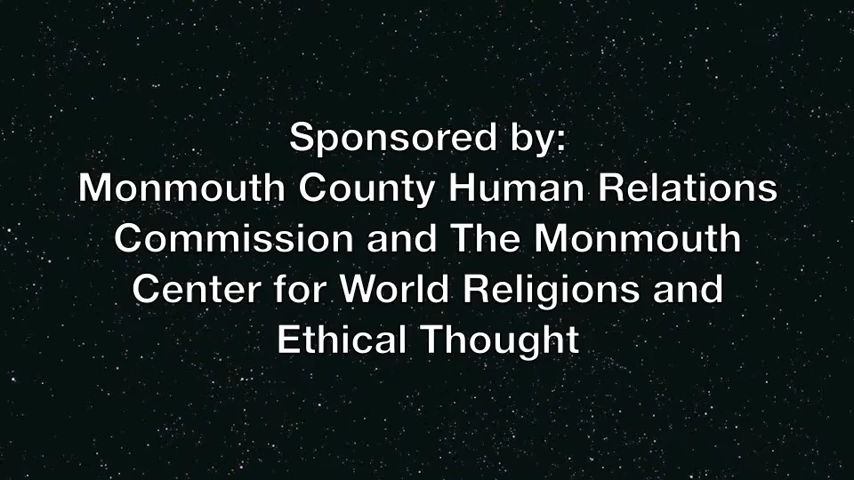 Sponsored by:
Monmouth County Human Relations
Commission and The Monmouth
Center for World Religions and
Ethical Thought